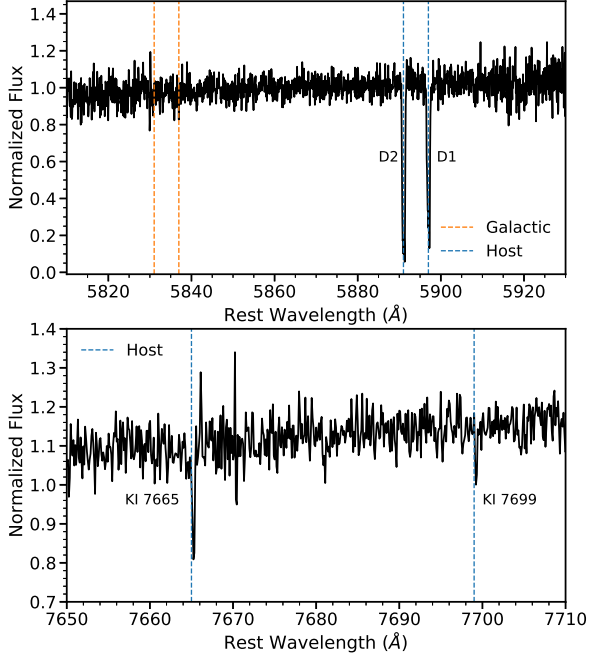 1.4
1.2
1.0
0.8
0.6
0.4
0.2
0.0
Normalized Flux
D2
D1
Galactic
Host
5820
5840
5860
5880
5900
5920
Rest Wavelength (Å)
1.4
1.3
1.2
1.1
1.0
0.9
0.8
0.7
Normalized Flux
Host
KI 7665
KI 7699
7650
7660
7670
7680
7690
7700
7710
Rest Wavelength (Å)